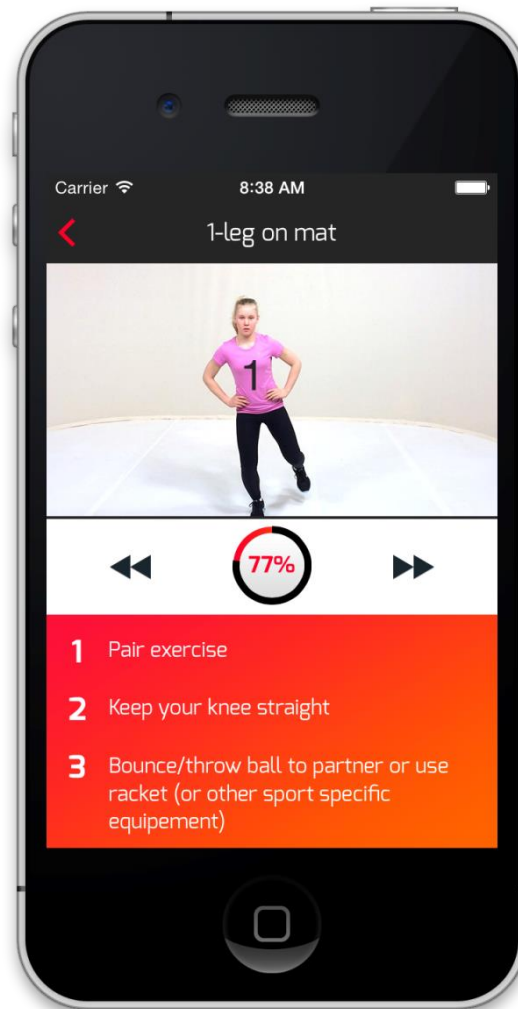 Carrier
8:38 AM
1-leg on mat
1
77%
1 Pair exercise
2 Keep your knee straight
3 Bounce/throw ball to partner or use
racket (or other sport specific
equipement)